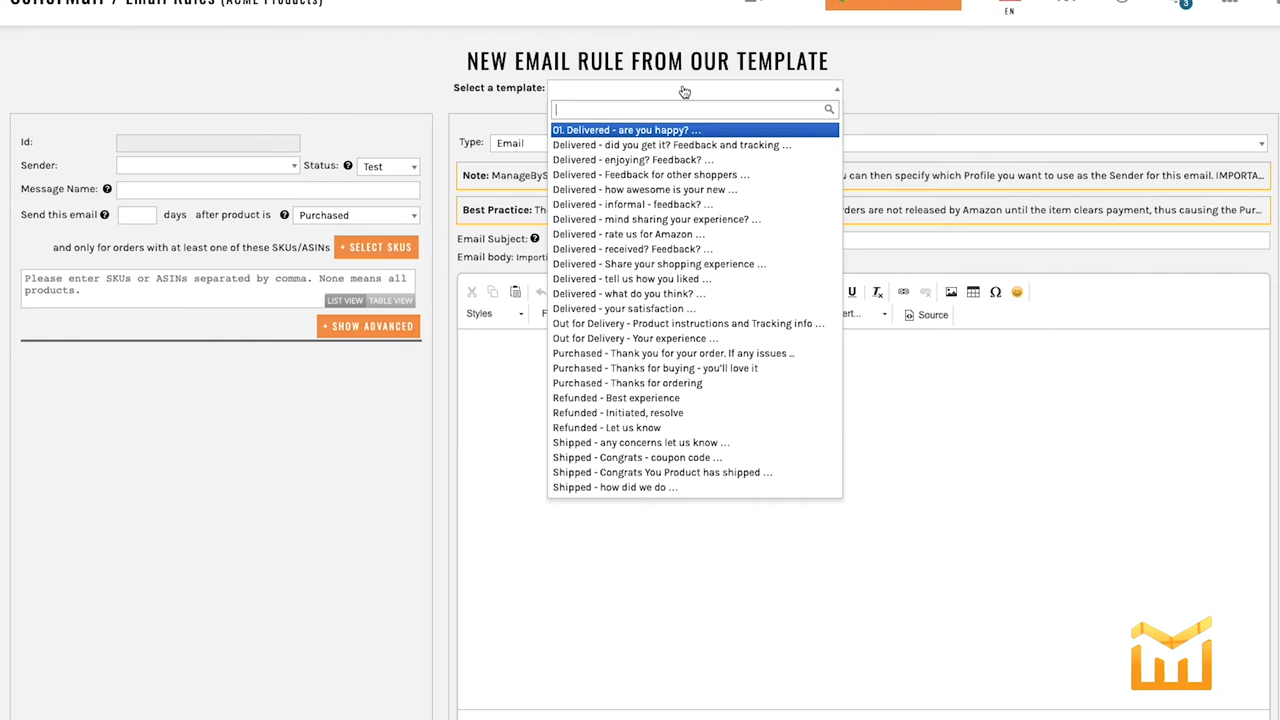 Email Rules (ACME Products)
EN
3
NEW EMAIL RULE FROM OUR TEMPLATE
Select a template:
01. Delivered - are you happy? ...
Delivered - did you get it? Feedback and tracking ...
Delivered - enjoying? Feedback? ...
Delivered - Feedback for other shoppers ...
Delivered - how awesome is your new ...
Delivered - informal - feedback? ...
Delivered - mind sharing your experience? ...
Delivered - rate us for Amazon ...
Delivered - received? Feedback? ...
Delivered - Share your shopping experience ...
Delivered - tell us how you liked ...
Delivered - what do you think? ...
Delivered - your satisfaction ...
Out for Delivery - Product instructions and Tracking info ...
Out for Delivery - Your experience ...
Purchased - Thank you for your order. If any issues ..
Purchased - Thanks for buying - you'll love it
Purchased - Thanks for ordering
Refunded - Best experience
Refunded - Initiated, resolve
Refunded - Let us know
Shipped - any concerns let us know ...
Shipped - Congrats - coupon code ...
Shipped - Congrats You Product has shipped ...
Shipped - how did we do ...
Id:
Sender: Status: ? Test
Message Name: ?
Send this email ? days after product is ? Purchased
and only for orders with at least one of these SKUs/ASINs + SELECT SKUS
Please enter SKUs or ASINs separated by comma. None means all
products.
LIST VIEW TABLE VIEW
+ SHOW ADVANCED
Type: Email
Note: ManageByS
u can then specify which Profile you want to use as the Sender for this email. IMPORTA...
Best Practice: Th
rders are not released by Amazon until the item clears payment, thus causing the Pur...
Email Subject: ?
Email body: Importi
U Ω
Styles F ert... Source